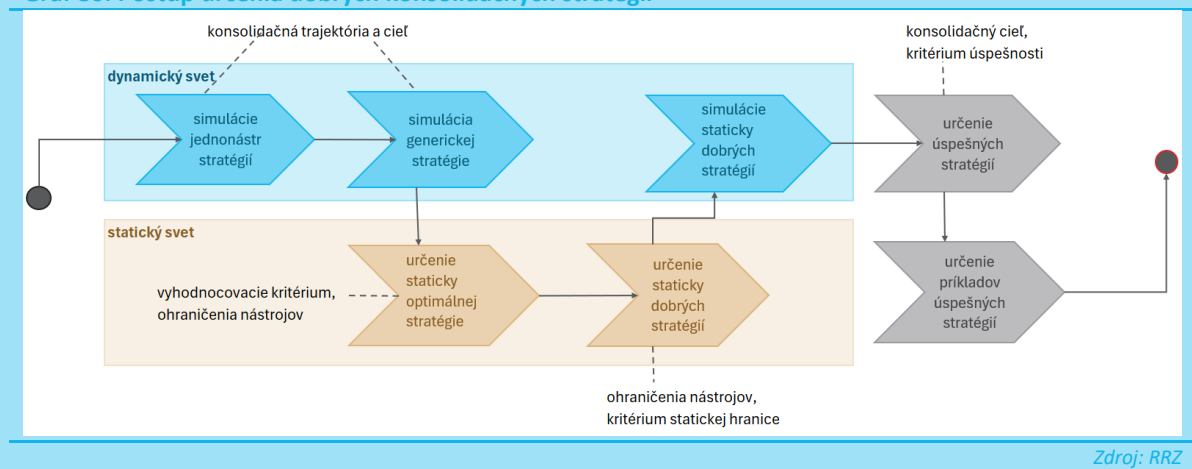 konsolidačná trajektória a cieľ
konsolidačný cieľ,
kritérium úspešnosti
dynamický svet
simulácie
jednonástr
stratégií
simulácia
generickej
stratégie
simulácie
staticky
dobrých
stratégií
určenie
úspešných
stratégií
statický svet
vyhodnocovacie kritérium,
ohraničenia nástrojov
určenie
staticky
optimálnej
stratégie
určenie
staticky
dobrých
stratégií
určenie
príkladov
úspešných
stratégií
ohraničenia nástrojov,
kritérium statickej hranice
Zdroj: RRZ